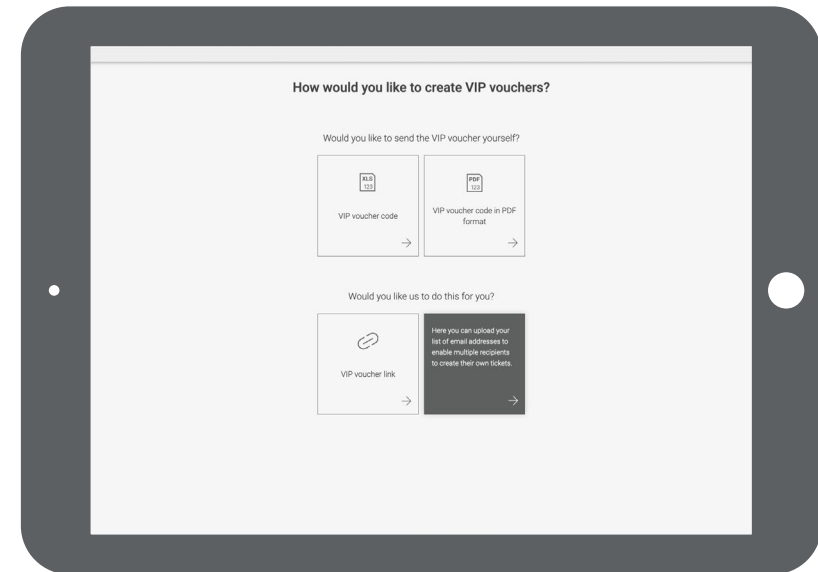 How would you like to create VIP vouchers?
Would you like to send the VIP voucher yourself?
XLS
123
VIP voucher code
PDF
123
VIP voucher code in PDF
format
Would you like us to do this for you?
VIP voucher link
Here you can upload your
list of email addresses to
enable multiple recipients
to create their own tickets.